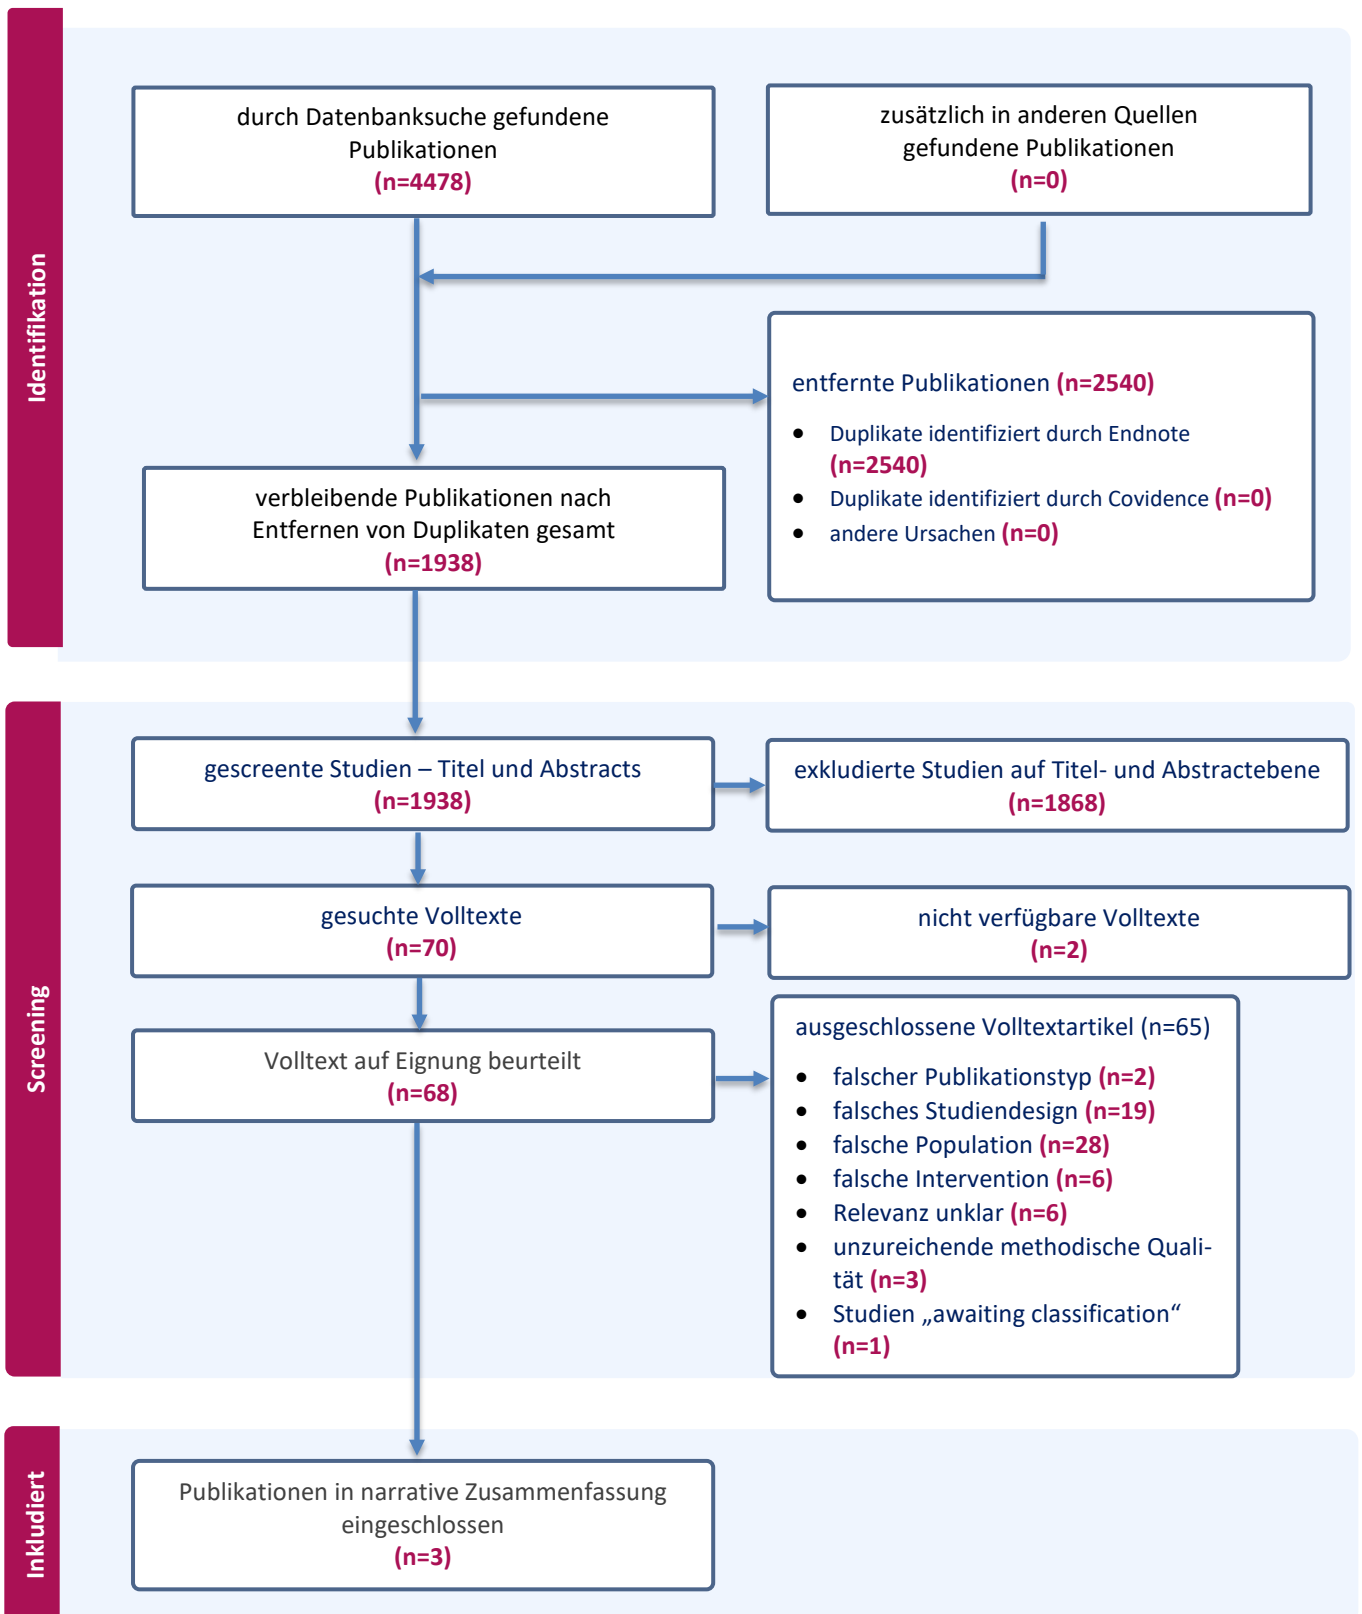 Identifikation
durch Datenbanksuche gefundene
Publikationen
(n=4478)
zusätzlich in anderen Quellen
gefundene Publikationen
(n=0)
entfernte Publikationen (n=2540)
• Duplikate identifiziert durch Endnote
(n=2540)
• Duplikate identifiziert durch Covidence (n=0)
• andere Ursachen (n=0)
verbleibende Publikationen nach
Entfernen von Duplikaten gesamt
(n=1938)
Screening
gescreente Studien – Titel und Abstracts
(n=1938)
exkludierte Studien auf Titel- und Abstractebene
(n=1868)
gesuchte Volltexte
(n=70)
nicht verfügbare Volltexte
(n=2)
Volltext auf Eignung beurteilt
(n=68)
ausgeschlossene Volltextartikel (n=65)
• falscher Publikationstyp (n=2)
• falsches Studiendesign (n=19)
• falsche Population (n=28)
• falsche Intervention (n=6)
• Relevanz unklar (n=6)
• unzureichende methodische Quali-
tät (n=3)
• Studien „awaiting classification“
(n=1)
Inkludiert
Publikationen in narrative Zusammenfassung
eingeschlossen
(n=3)